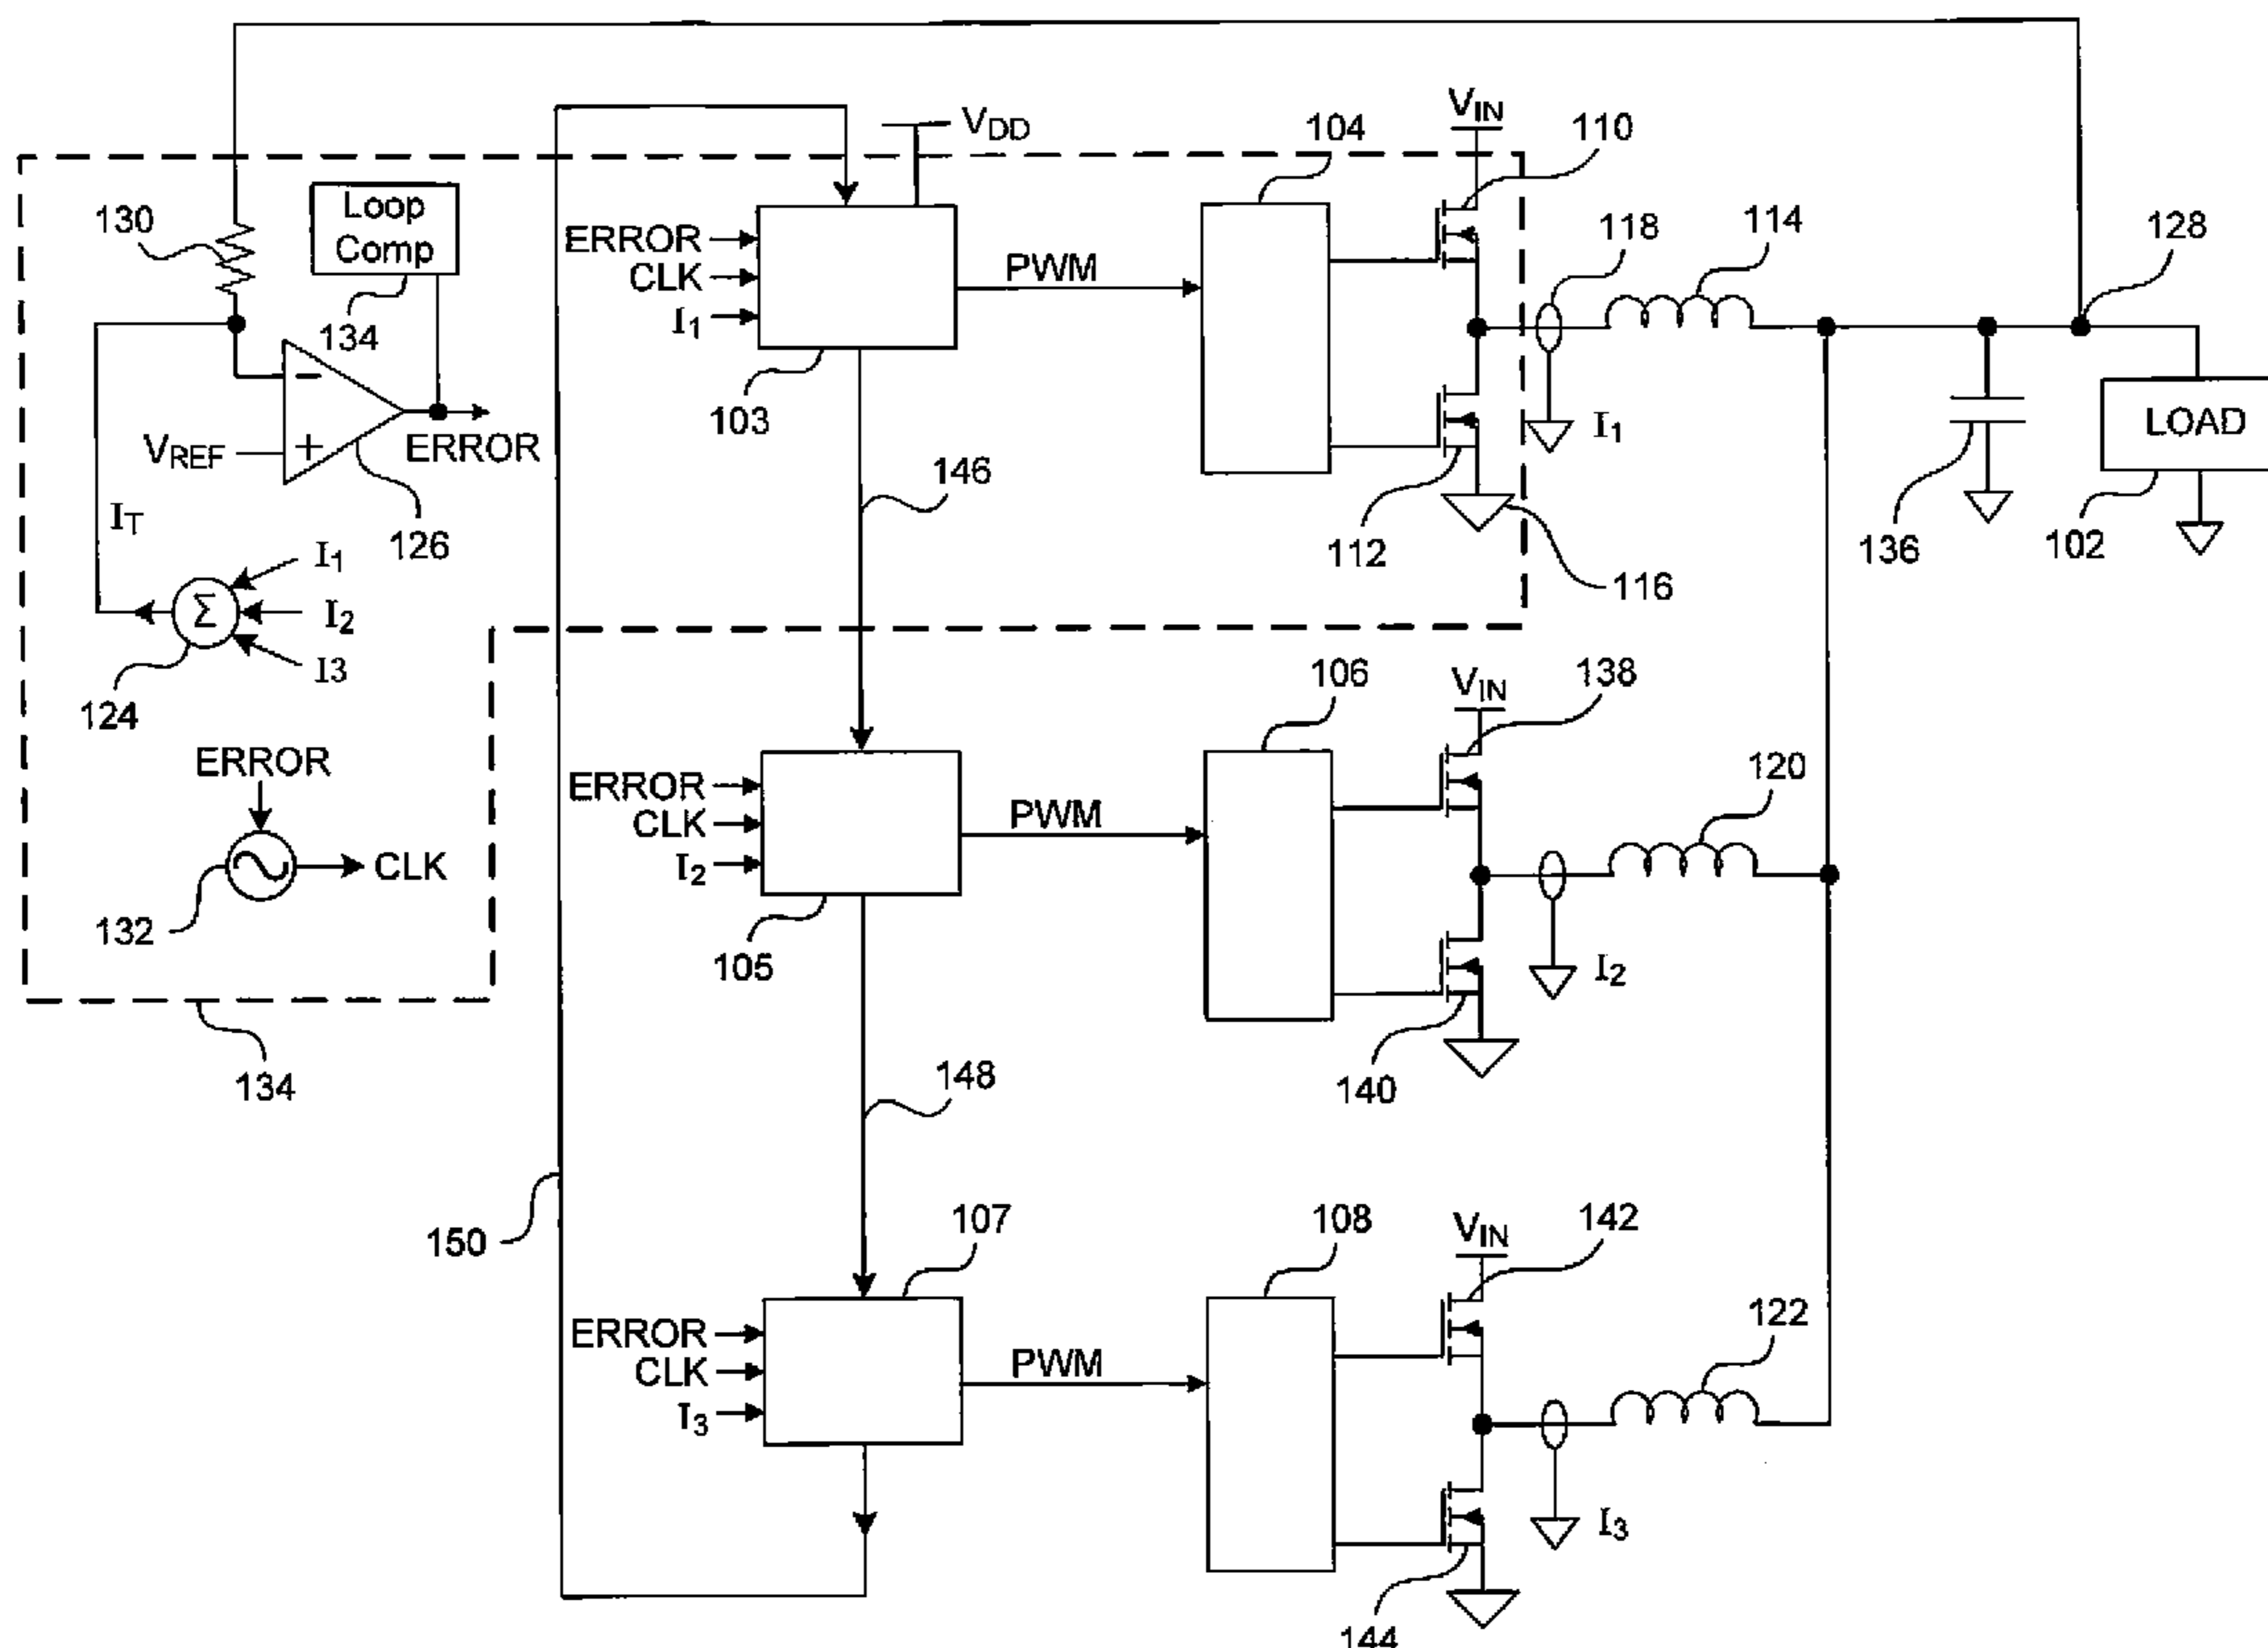 VDD
VIN
104
110
130
Loop
Comp
118
114
128
ERROR
CLK
I1
PWM
134
103
VREF
ERROR
LOAD
I1
146
IT
126
112
136
102
116
I1
I2
I3
124
106
VIN
138
ERROR
120
ERROR
CLK
I2
PWM
CLK
132
105
I2
134
148
140
107
108
VIN
142
150
122
ERROR
CLK
I3
PWM
I3
144